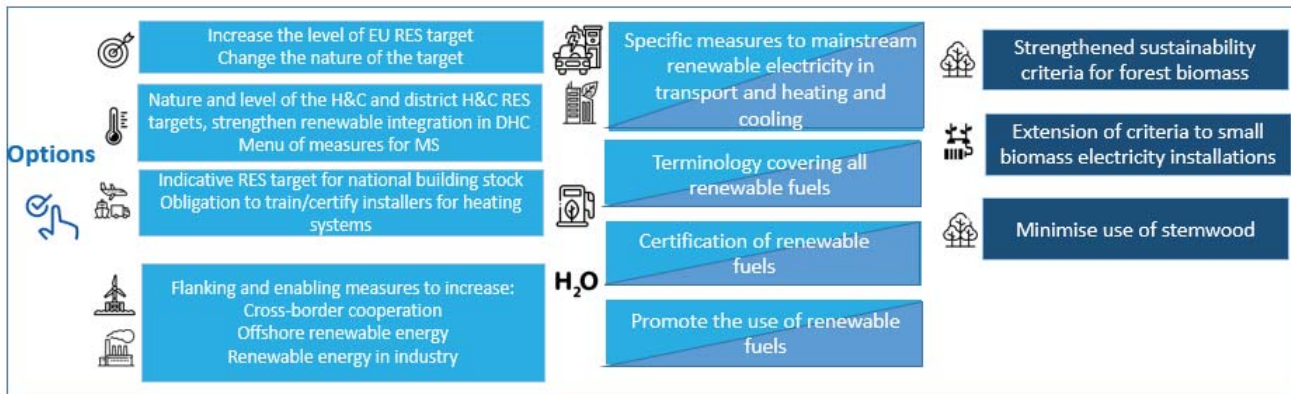 Options
Increase the level of EU RES target
Change the nature of the target
Nature and level of the H&C and district H&C RES
targets, strengthen renewable integration in DHC
Menu of measures for MS
Indicative RES target for national building stock
Obligation to train/certify installers for heating
systems
Flanking and enabling measures to increase:
Cross-border cooperation
Offshore renewable energy
Renewable energy in industry
Specific measures to mainstream
renewable electricity in
transport and heating and
cooling
Terminology covering all
renewable fuels
H₂O
Certification of renewable
fuels
Promote the use of renewable
fuels
Strengthened sustainability
criteria for forest biomass
Extension of criteria to small
biomass electricity installations
Minimise use of stemwood